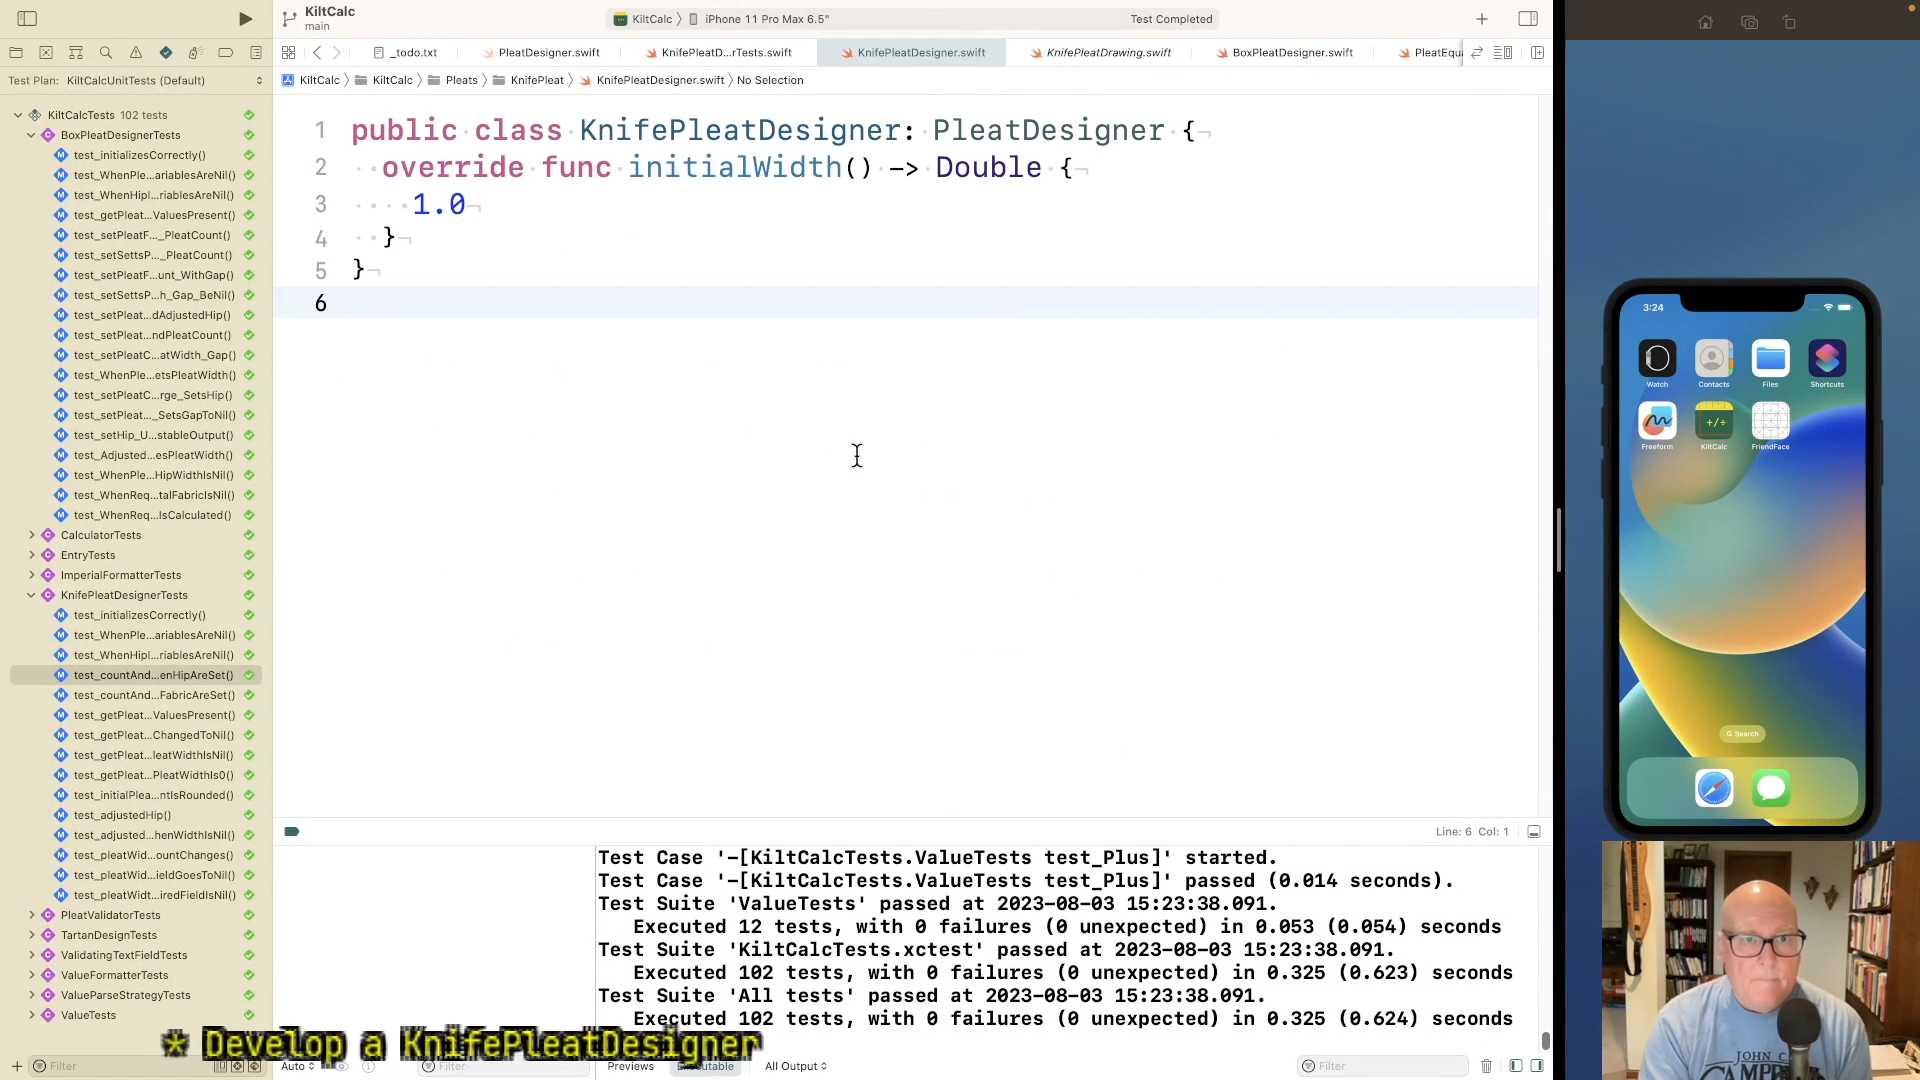 KiltCalc
main
KiltCalc 〉 iPhone 11 Pro Max 6.5"
Test Completed
_todo.txt
PleatDesigner.swift
KnifePleatD...rTests.swift
KnifePleatDesigner.swift
KnifePleatDrawing.swift
BoxPleatDesigner.swift
PleatEqua
Test Plan: KiltCalcUnitTests (Default)
KiltCalc 〉 KiltCalc 〉 Pleats 〉 KnifePleat 〉 KnifePleatDesigner.swift 〉 No Selection
KiltCalcTests 102 tests
BoxPleatDesignerTests
test_initializesCorrectly()
test_WhenPle...ariablesAreNil()
test_WhenHipI...riablesAreNil()
test_getPleat...ValuesPresent()
test_setPleatF..._PleatCount()
test_setSettsP..._PleatCount()
test_setPleatF...unt_WithGap()
test_setSettsP...h_Gap_BeNil()
test_setPleat...dAdjustedHip()
test_setPleat...ndPleatCount()
test_setPleatC...atWidth_Gap()
test_WhenPle...etsPleatWidth()
test_setPleatC...rge_SetsHip()
test_setPleat..._SetsGapToNil()
test_setHip_U...stableOutput()
test_Adjusted...esPleatWidth()
test_WhenPle...HipWidthIsNil()
test_WhenReq...talFabricIsNil()
test_WhenReq...IsCalculated()
CalculatorTests
EntryTests
ImperialFormatterTests
KnifePleatDesignerTests
test_initializesCorrectly()
test_WhenPle...ariablesAreNil()
test_WhenHipI...riablesAreNil()
test_countAnd...enHipAreSet()
test_countAnd...FabricAreSet()
test_getPleat...ValuesPresent()
test_getPleat...ChangedToNil()
test_getPleat...leatWidthIsNil()
test_getPleat...PleatWidthIs0()
test_initialPlea...ntIsRounded()
test_adjustedHip()
test_adjusted...henWidthIsNil()
test_pleatWid...ountChanges()
test_pleatWid...ieldGoesToNil()
test_pleatWidt...iredFieldIsNil()
PleatValidatorTests
TartanDesignTests
ValidatingTextFieldTests
ValueFormatterTests
ValueParseStrategyTests
ValueTests
Filter
1 public class KnifePleatDesigner: PleatDesigner {
2 override func initialWidth() -> Double {
3 1.0
4 }
5 }
6
Line: 6 Col: 1
Test Case '-[KiltCalcTests.ValueTests test_Plus]' started.
Test Case '-[KiltCalcTests.ValueTests test_Plus]' passed (0.014 seconds).
Test Suite 'ValueTests' passed at 2023-08-03 15:23:38.091.
Executed 12 tests, with 0 failures (0 unexpected) in 0.053 (0.054) seconds
Test Suite 'KiltCalcTests.xctest' passed at 2023-08-03 15:23:38.091.
Executed 102 tests, with 0 failures (0 unexpected) in 0.325 (0.623) seconds
Test Suite 'All tests' passed at 2023-08-03 15:23:38.091.
Executed 102 tests, with 0 failures (0 unexpected) in 0.325 (0.624) seconds
* Develop a KnifePleatDesigner
Auto
Filter
Previews
Executable
All Output
Filter
3:24
Watch
Contacts
Files
Shortcuts
Freeform
+/÷
KiltCalc
FriendFace
Search
JOHN C.